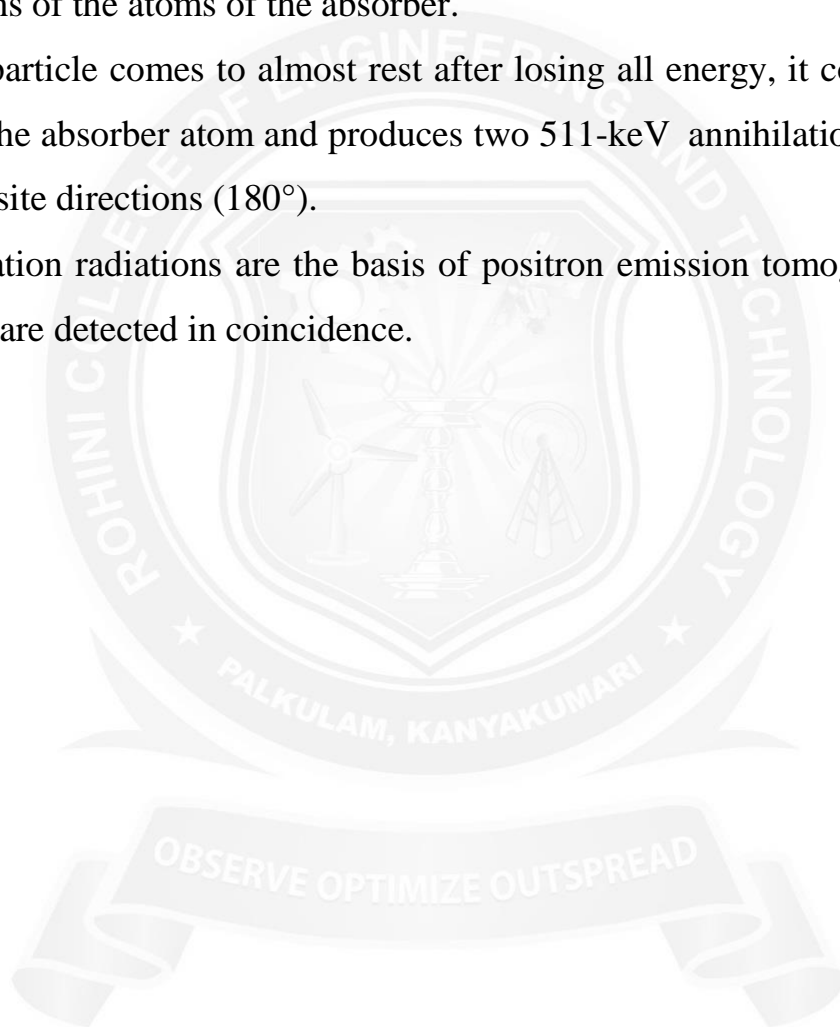 ns of the atoms of the absorber.
particle comes to almost rest after losing all energy, it c
he absorber atom and produces two 511-keV annihilatio
site directions (180°).
ation radiations are the basis of positron emission tomog
are detected in coincidence.
ROHINI COLLEGE OF ENGINEERING AND TECHNOLOGY
PALKULAM, KANYAKUMARI
OBSERVE OPTIMIZE OUTSPREAD